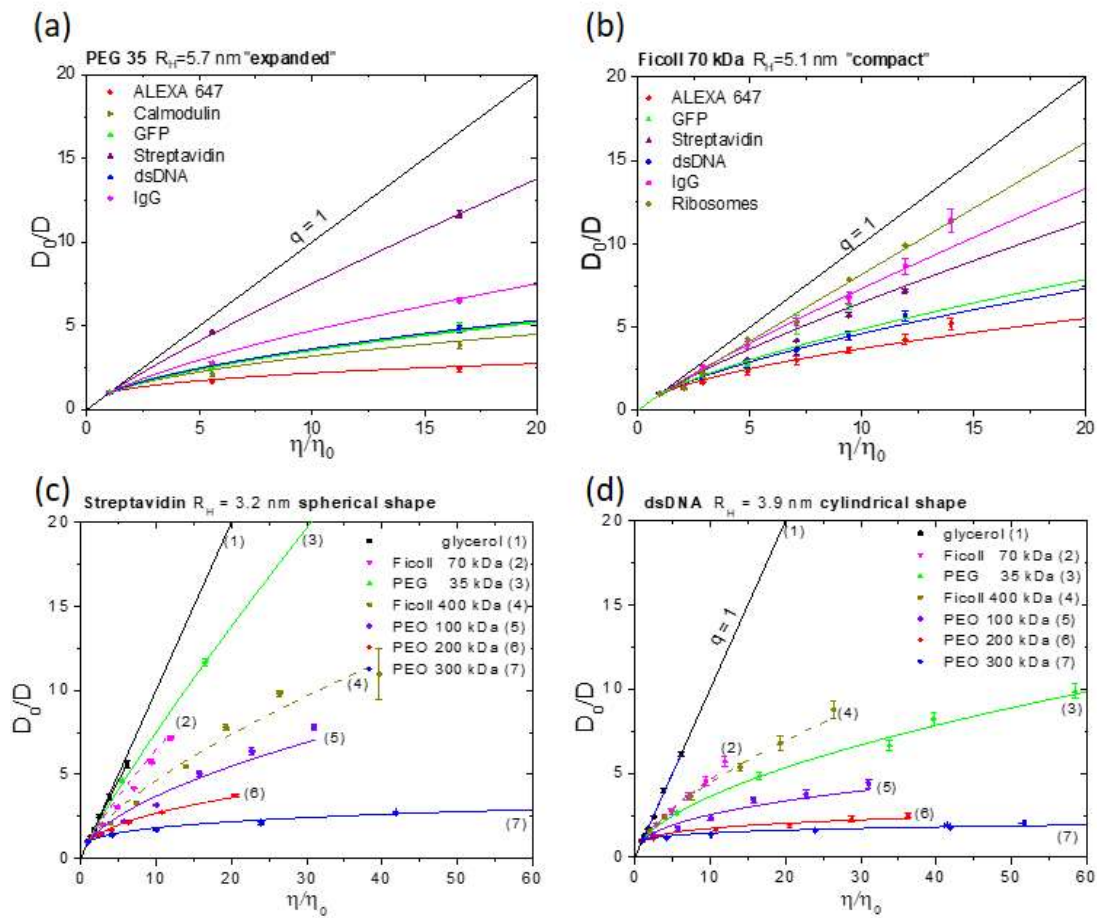 (a)
PEG 35 R_H=5.7 nm "expanded"
20
15
10
5
0
D_0/D
ALEXA 647
Calmodulin
GFP
Streptavidin
dsDNA
IgG
q = 1
0 5 10 15 20
η/η_0
(b)
Ficoll 70 kDa R_H=5.1 nm "compact"
20
15
10
5
0
D_0/D
ALEXA 647
GFP
Streptavidin
dsDNA
IgG
Ribosomes
q = 1
0 5 10 15 20
η/η_0
(c)
Streptavidin R_H = 3.2 nm spherical shape
20
15
10
5
0
D_0/D
glycerol (1)
Ficoll 70 kDa (2)
PEG 35 kDa (3)
Ficoll 400 kDa (4)
PEO 100 kDa (5)
PEO 200 kDa (6)
PEO 300 kDa (7)
(1)
(3)
(2)
(4)
(5)
(6)
(7)
0 10 20 30 40 50 60
η/η_0
(d)
dsDNA R_H = 3.9 nm cylindrical shape
20
15
10
5
0
D_0/D
glycerol (1)
Ficoll 70 kDa (2)
PEG 35 kDa (3)
Ficoll 400 kDa (4)
PEO 100 kDa (5)
PEO 200 kDa (6)
PEO 300 kDa (7)
q = 1
(1)
(4)
(2)
(3)
(5)
(6)
(7)
0 10 20 30 40 50 60
η/η_0